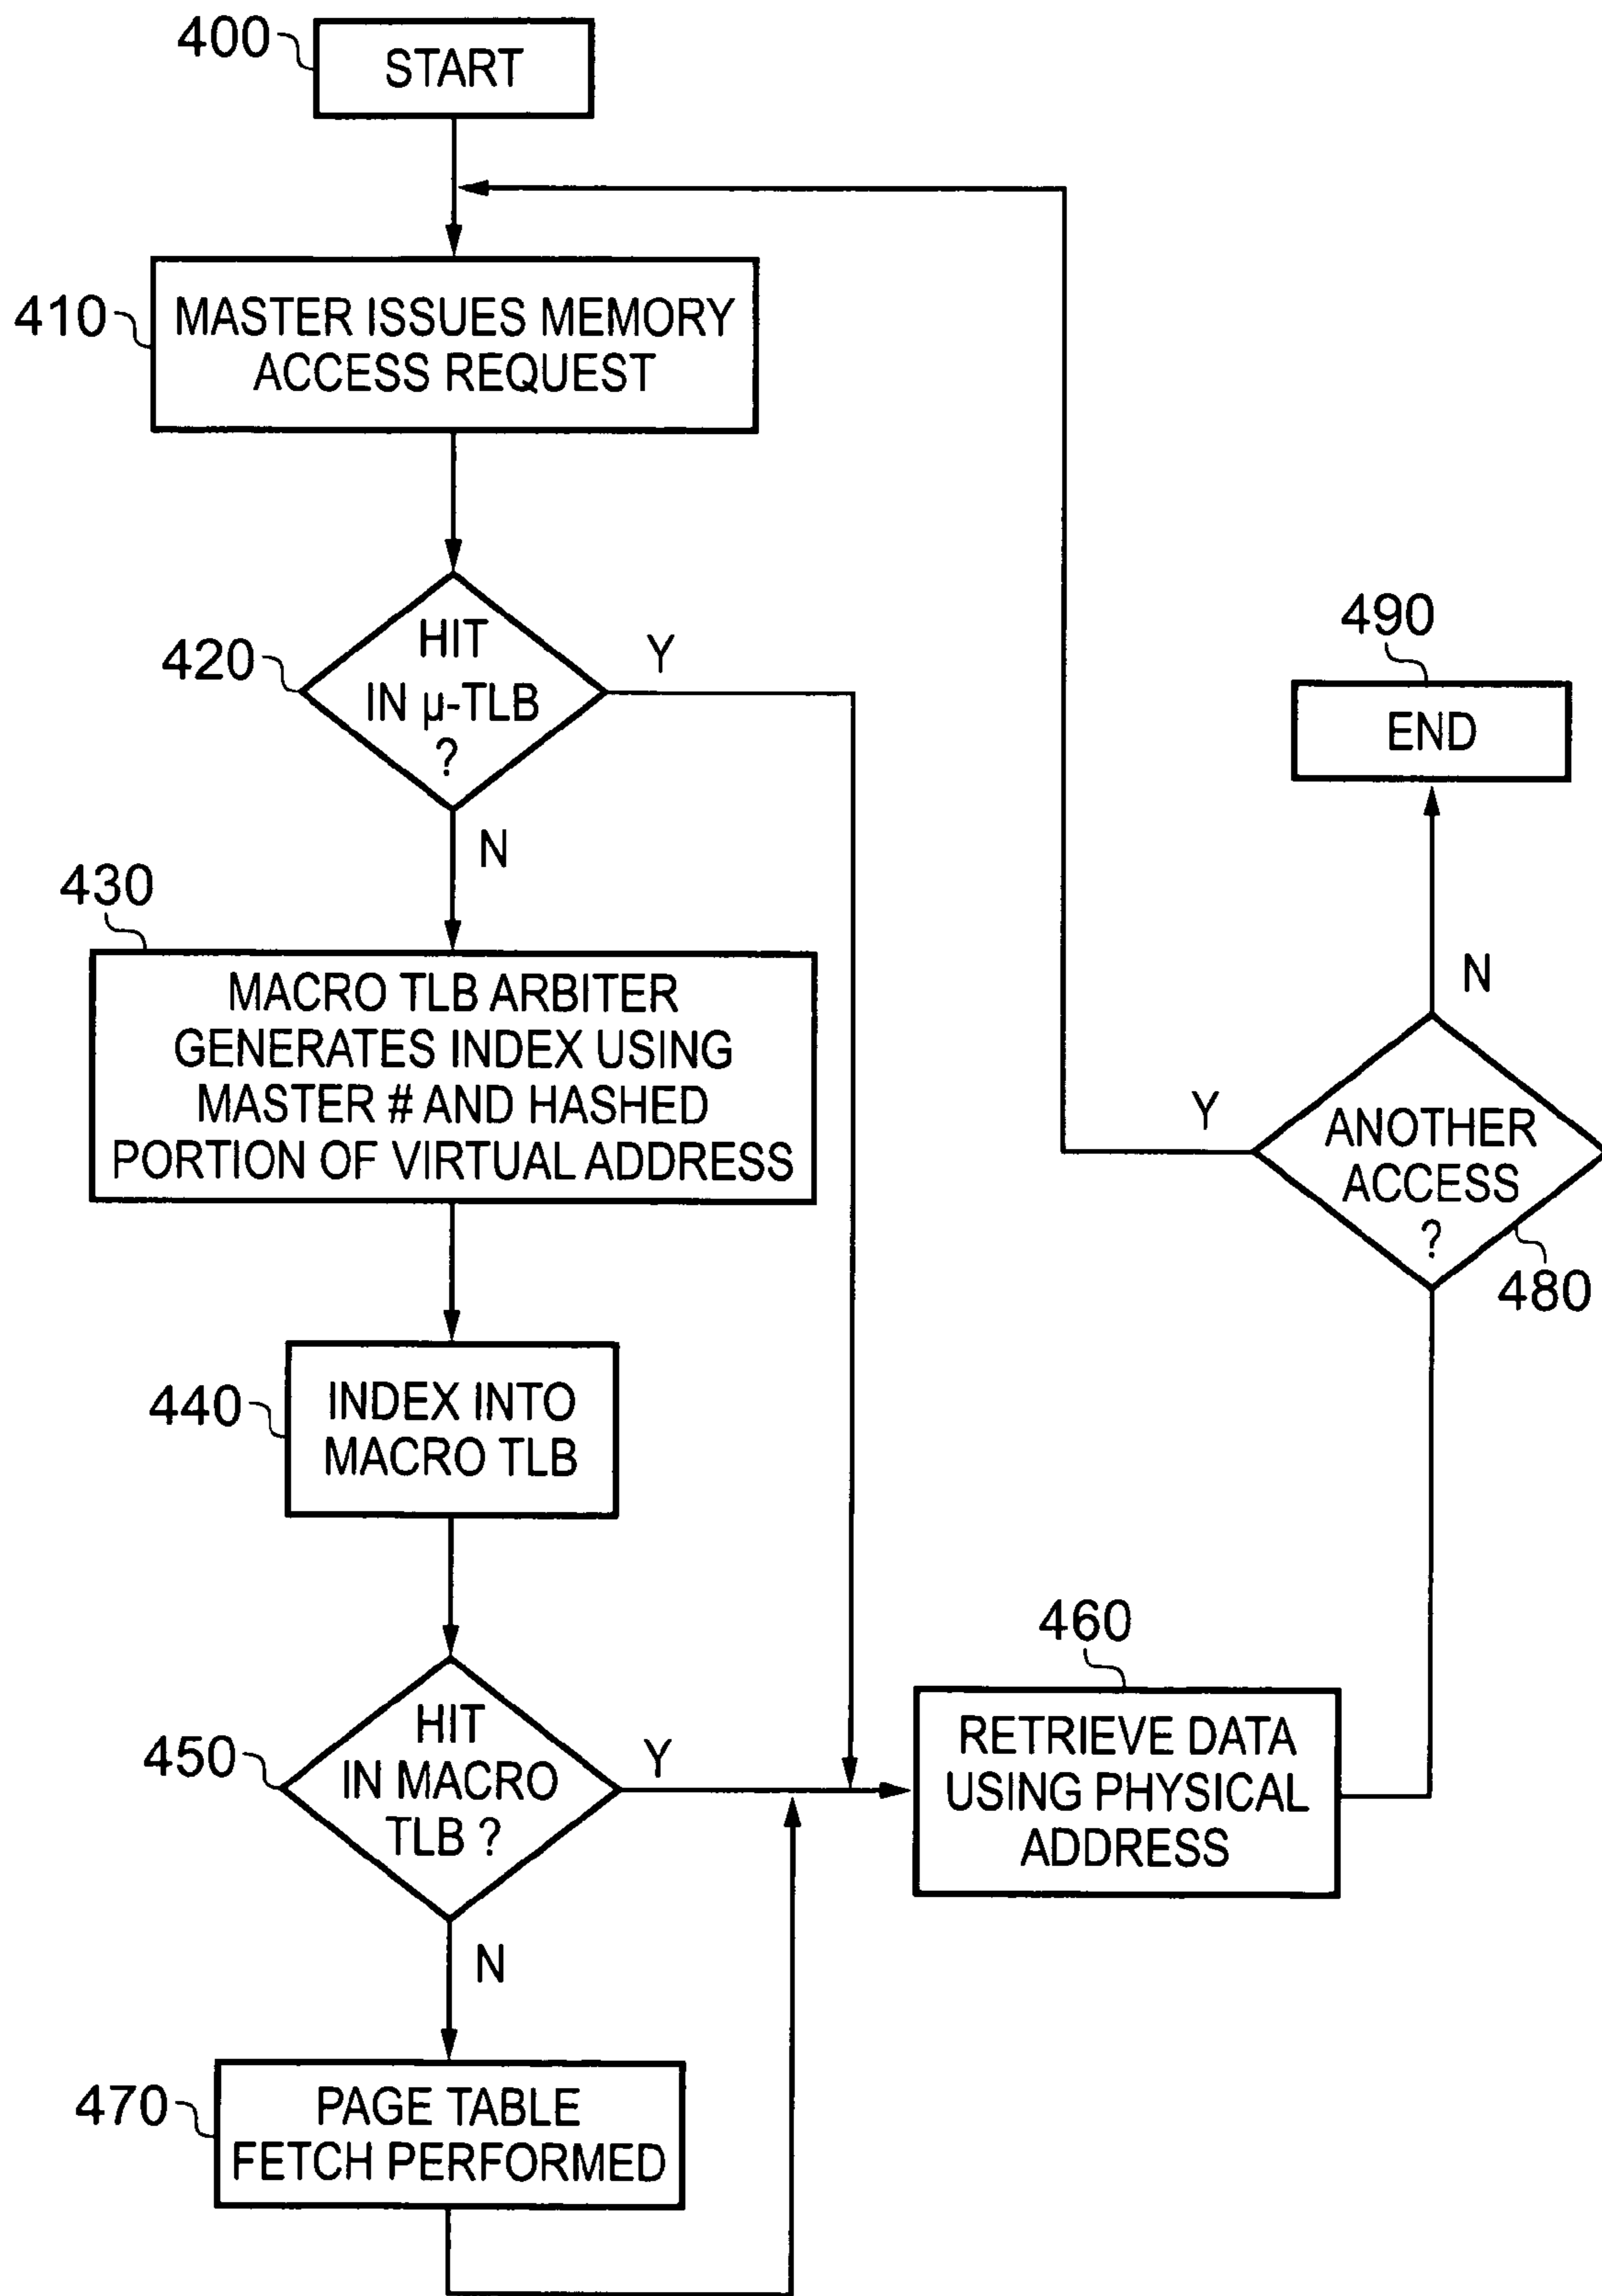 400
START
410
MASTER ISSUES MEMORY
ACCESS REQUEST
420
HIT
IN μ-TLB
?
Y
N
430
MACRO TLB ARBITER
GENERATES INDEX USING
MASTER # AND HASHED
PORTION OF VIRTUAL ADDRESS
440
INDEX INTO
MACRO TLB
450
HIT
IN MACRO
TLB ?
Y
N
470
PAGE TABLE
FETCH PERFORMED
460
RETRIEVE DATA
USING PHYSICAL
ADDRESS
480
ANOTHER
ACCESS
?
Y
N
490
END